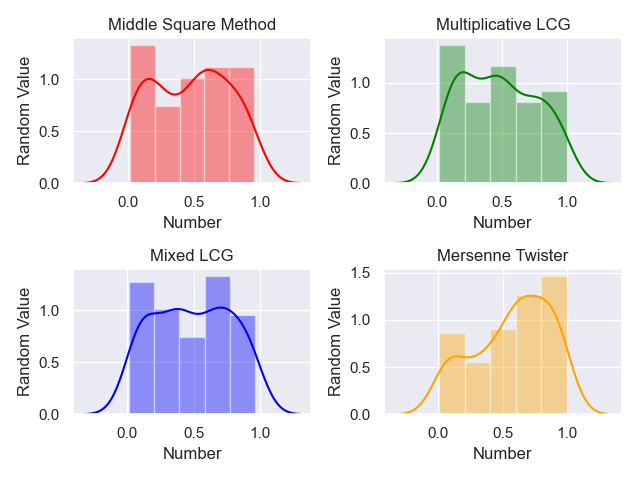 Middle Square Method
Random Value
1.0
0.5
0.0
0.0 0.5 1.0
Number
Multiplicative LCG
Random Value
1.0
0.5
0.0
0.0 0.5 1.0
Number
Mixed LCG
Random Value
1.0
0.5
0.0
0.0 0.5 1.0
Number
Mersenne Twister
Random Value
1.5
1.0
0.5
0.0
0.0 0.5 1.0
Number